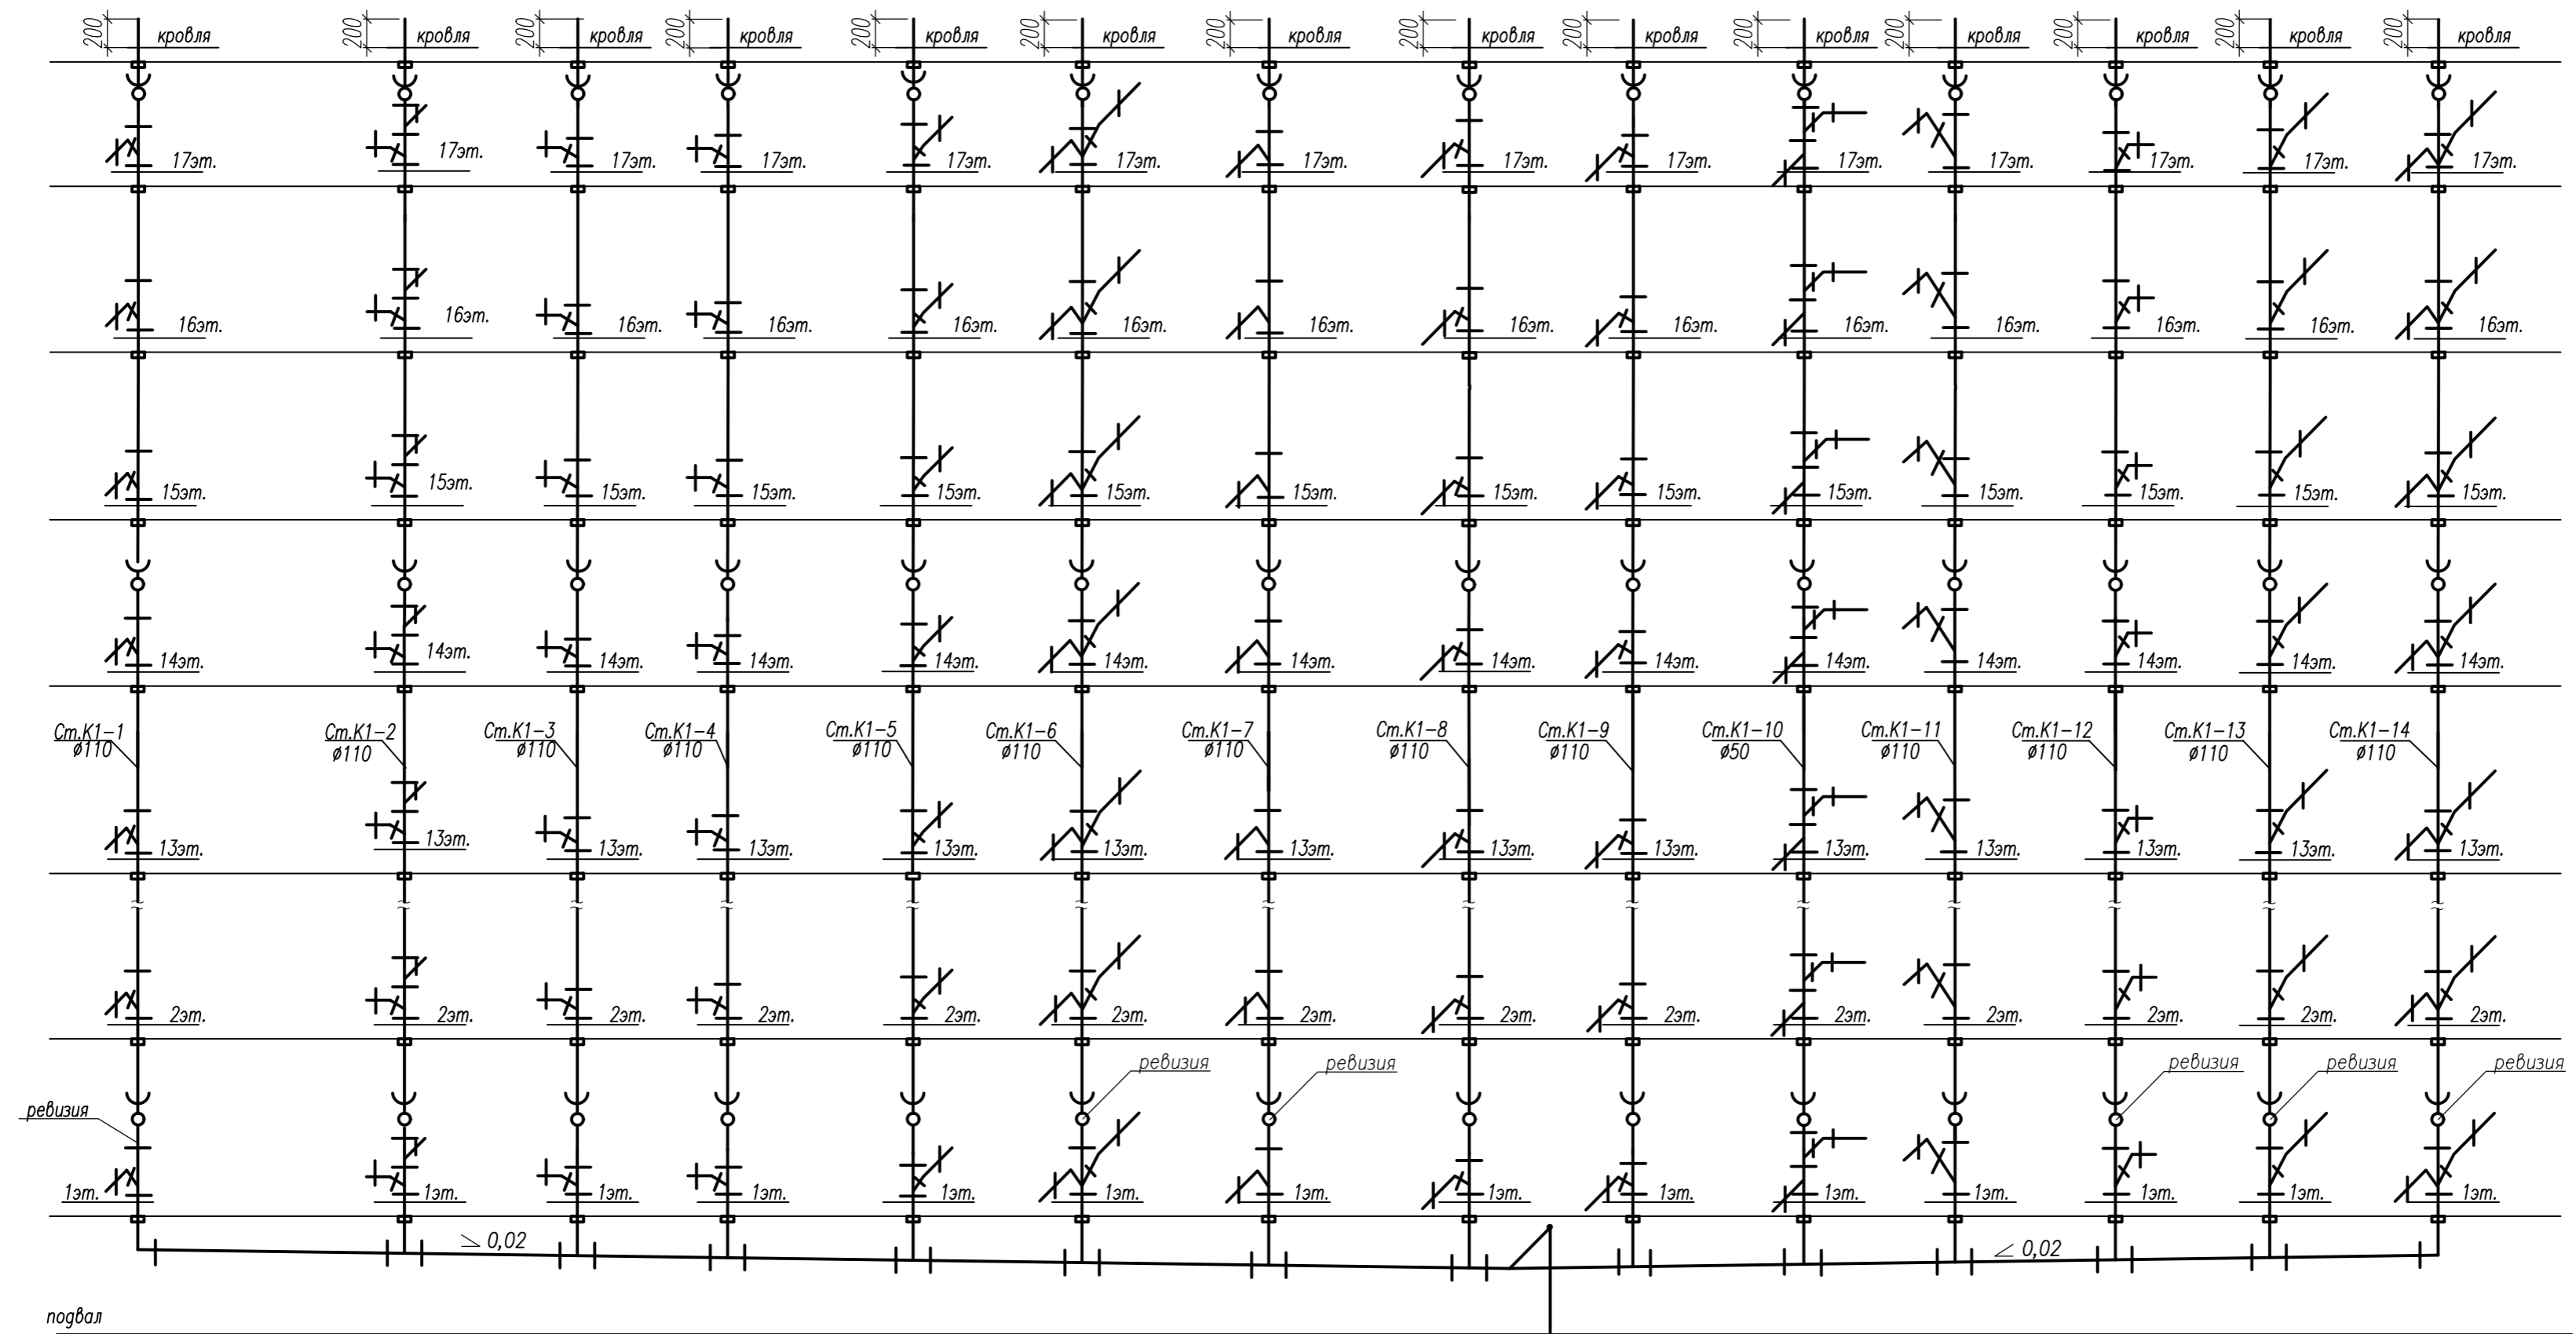 200 кровля 200 кровля 200 кровля 200 кровля 200 кровля 200 кровля 200 кровля 200 кровля 200 кровля 200 кровля 200 кровля 200 кровля 200 кровля 200 кровля
17эт. 17эт. 17эт. 17эт. 17эт. 17эт. 17эт. 17эт. 17эт. 17эт. 17эт. 17эт. 17эт. 17эт.
16эт. 16эт. 16эт. 16эт. 16эт. 16эт. 16эт. 16эт. 16эт. 16эт. 16эт. 16эт. 16эт. 16эт.
15эт. 15эт. 15эт. 15эт. 15эт. 15эт. 15эт. 15эт. 15эт. 15эт. 15эт. 15эт. 15эт. 15эт.
14эт. 14эт. 14эт. 14эт. 14эт. 14эт. 14эт. 14эт. 14эт. 14эт. 14эт. 14эт. 14эт. 14эт.
Ст.К1-1 Ст.К1-2 Ст.К1-3 Ст.К1-4 Ст.К1-5 Ст.К1-6 Ст.К1-7 Ст.К1-8 Ст.К1-9 Ст.К1-10 Ст.К1-11 Ст.К1-12 Ст.К1-13 Ст.К1-14
ø110 ø110 ø110 ø110 ø110 ø110 ø110 ø110 ø110 ø50 ø110 ø110 ø110 ø110
13эт. 13эт. 13эт. 13эт. 13эт. 13эт. 13эт. 13эт. 13эт. 13эт. 13эт. 13эт. 13эт. 13эт.
2эт. 2эт. 2эт. 2эт. 2эт. 2эт. 2эт. 2эт. 2эт. 2эт. 2эт. 2эт. 2эт. 2эт.
ревизия ревизия ревизия ревизия ревизия
ревизия
1эт. 1эт. 1эт. 1эт. 1эт. 1эт. 1эт. 1эт. 1эт. 1эт. 1эт. 1эт. 1эт. 1эт.
0,02 0,02
подвал